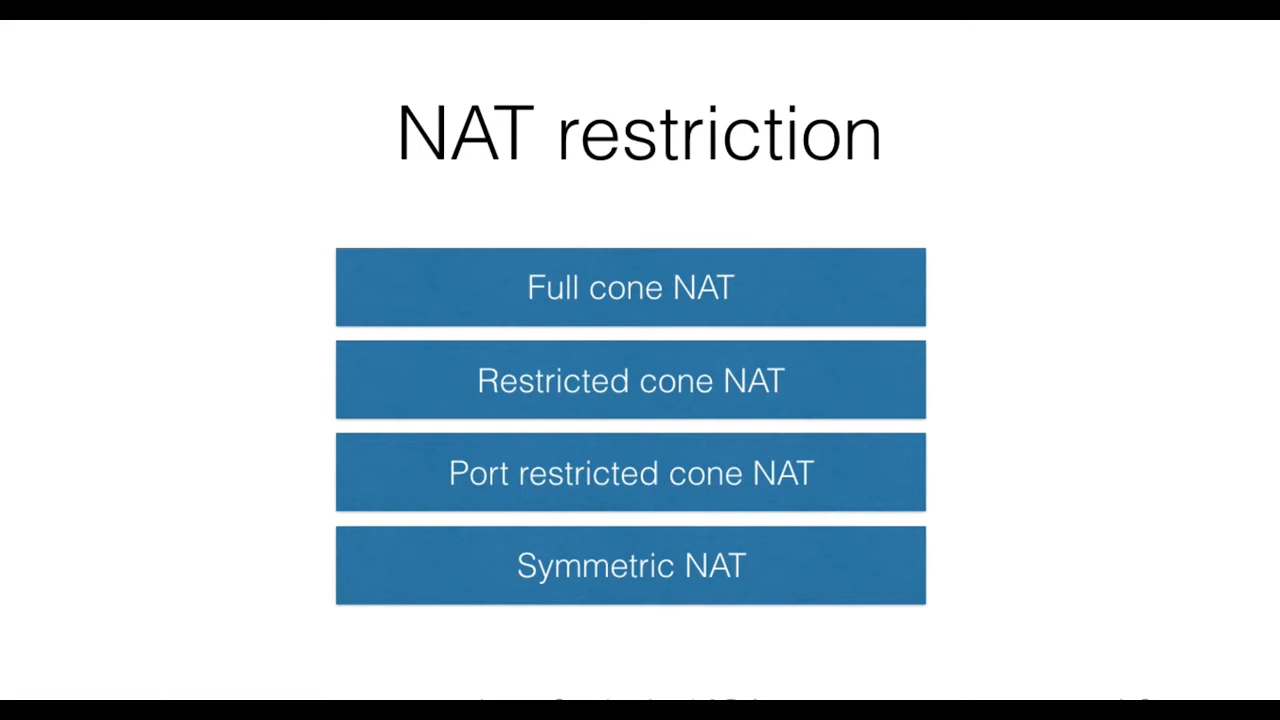 NAT restriction
Full cone NAT
Restricted cone NAT
Port restricted cone NAT
Symmetric NAT